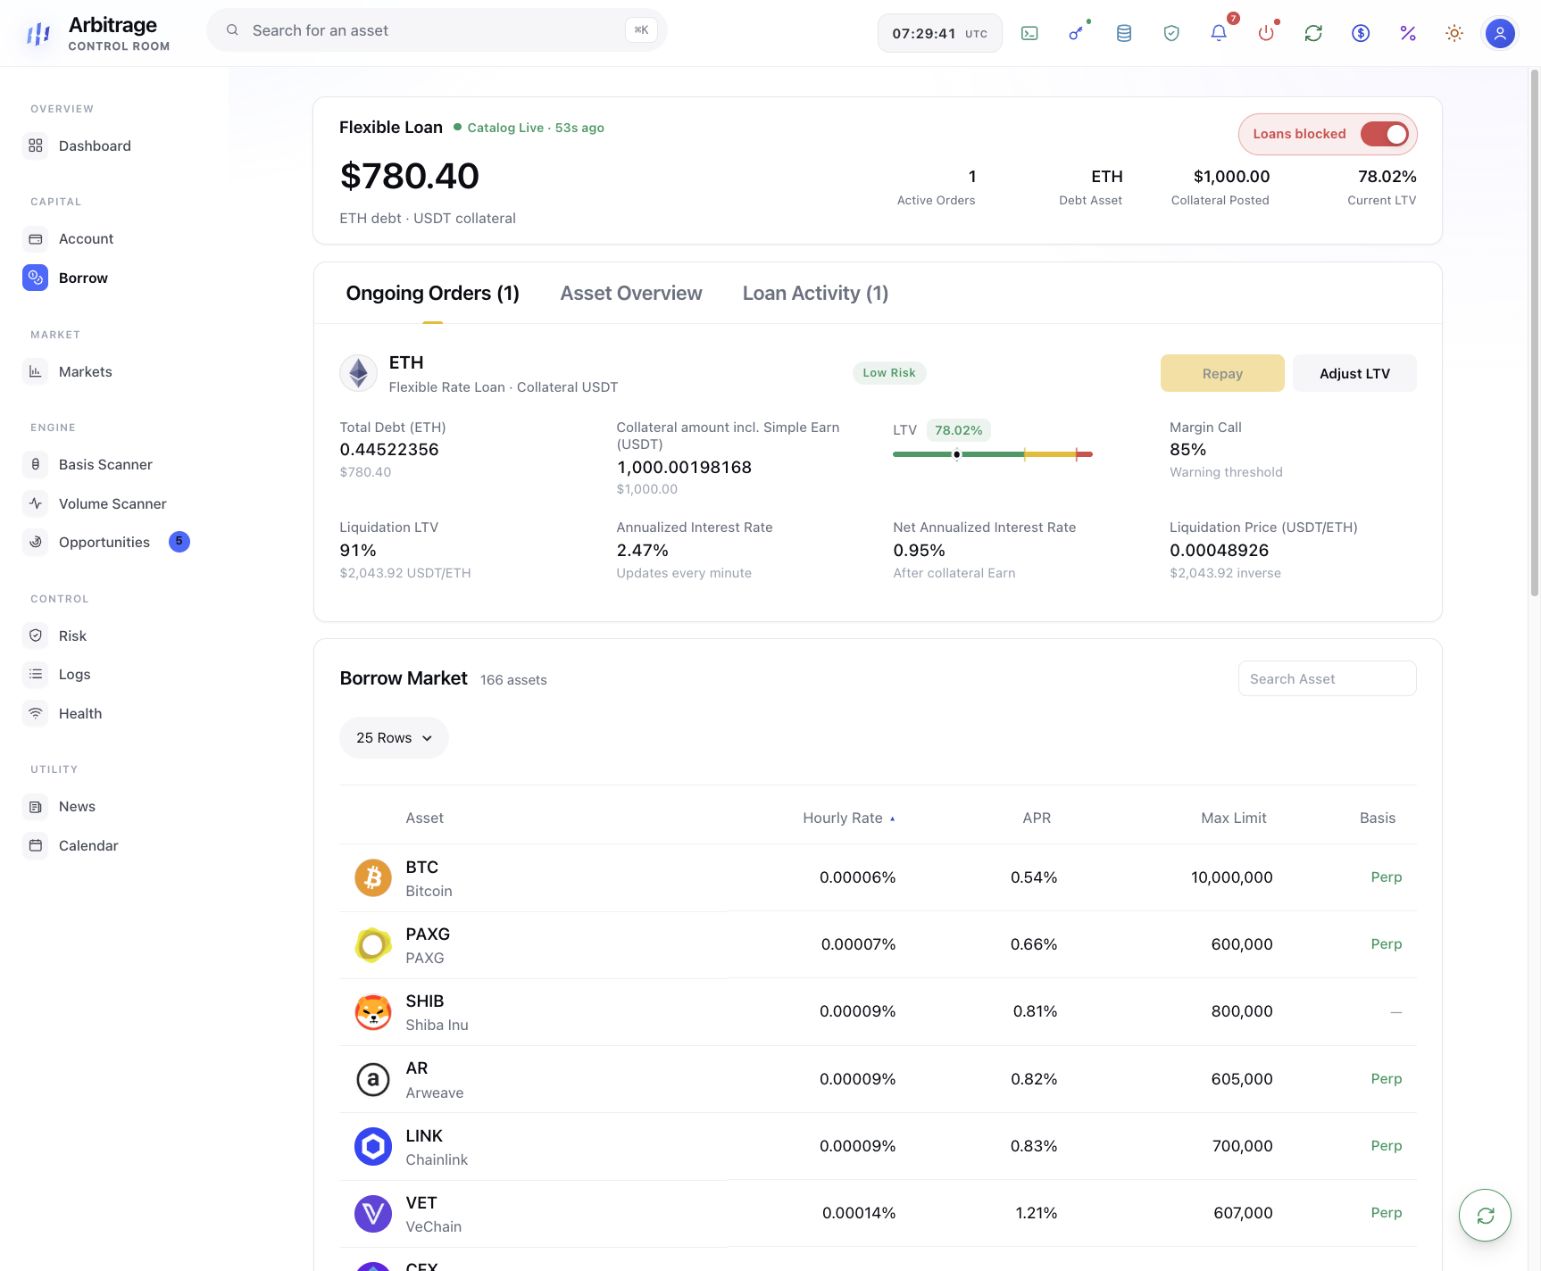 Arbitrage
CONTROL ROOM
Search for an asset
⌘K
07:29:41 UTC
7
OVERVIEW
Dashboard
CAPITAL
Account
Borrow
MARKET
Markets
ENGINE
Basis Scanner
Volume Scanner
Opportunities 5
CONTROL
Risk
Logs
Health
UTILITY
News
Calendar
Flexible Loan Catalog Live · 53s ago
Loans blocked
$780.40
ETH debt · USDT collateral
1
Active Orders
ETH
Debt Asset
$1,000.00
Collateral Posted
78.02%
Current LTV
Ongoing Orders (1) Asset Overview Loan Activity (1)
ETH
Flexible Rate Loan · Collateral USDT
Low Risk
Repay
Adjust LTV
Total Debt (ETH)
0.44522356
$780.40
Collateral amount incl. Simple Earn
(USDT)
1,000.00198168
$1,000.00
LTV 78.02%
Margin Call
85%
Warning threshold
Liquidation LTV
91%
$2,043.92 USDT/ETH
Annualized Interest Rate
2.47%
Updates every minute
Net Annualized Interest Rate
0.95%
After collateral Earn
Liquidation Price (USDT/ETH)
0.00048926
$2,043.92 inverse
Borrow Market 166 assets
Search Asset
25 Rows
Asset Hourly Rate APR Max Limit Basis
BTC
Bitcoin
0.00006% 0.54% 10,000,000 Perp
PAXG
PAXG
0.00007% 0.66% 600,000 Perp
SHIB
Shiba Inu
0.00009% 0.81% 800,000 —
AR
Arweave
0.00009% 0.82% 605,000 Perp
LINK
Chainlink
0.00009% 0.83% 700,000 Perp
VET
VeChain
0.00014% 1.21% 607,000 Perp